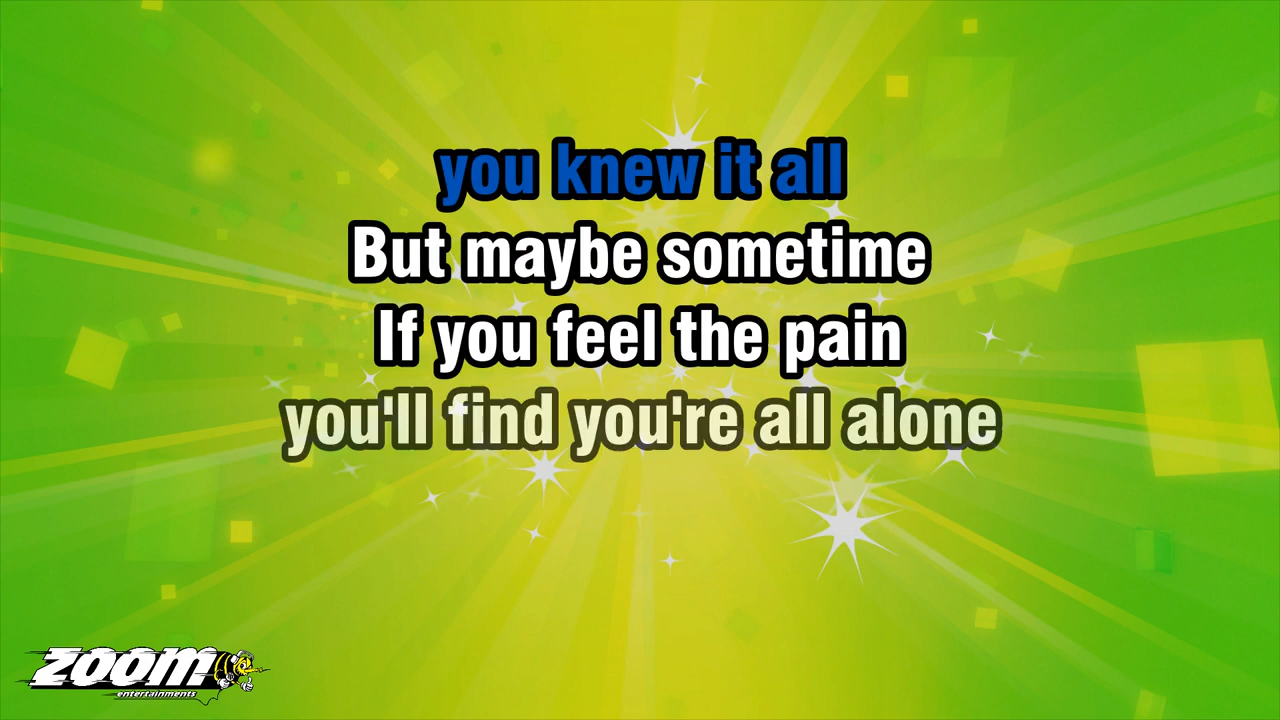 you knew it all
But maybe sometime
If you feel the pain
you'll find you're all alone
zoom
entertainments